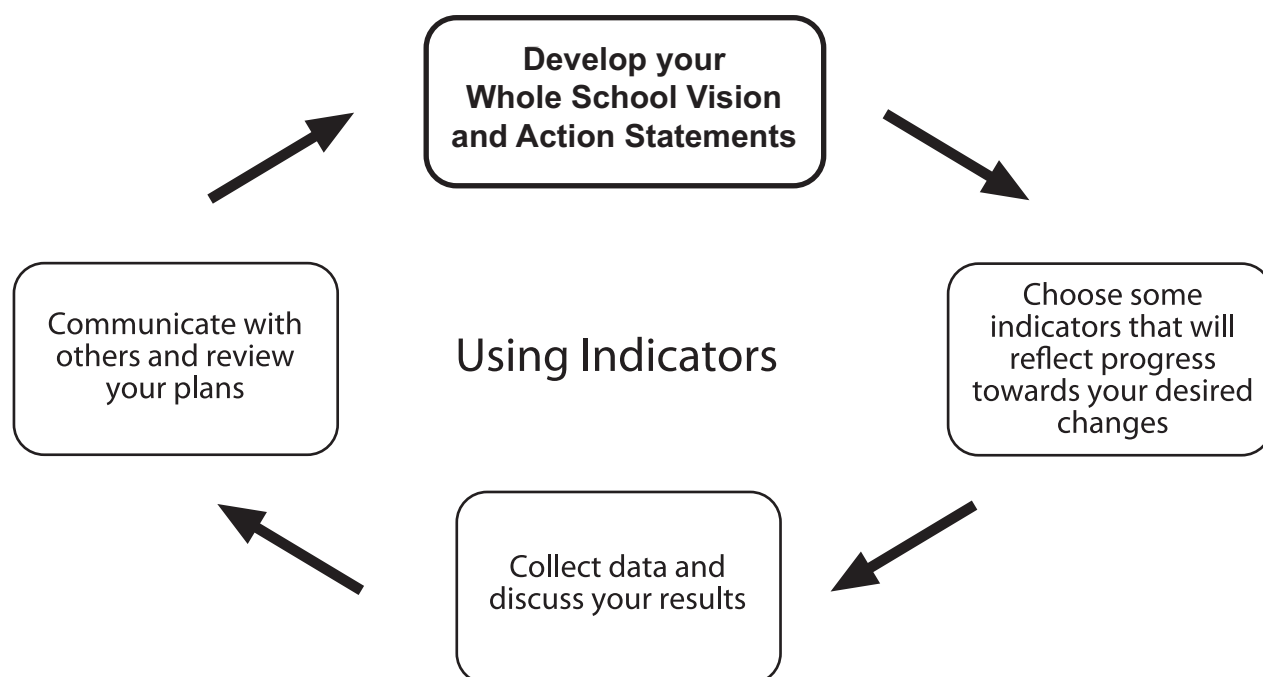 Develop your
Whole School Vision
and Action Statements
Choose some
indicators that will
reflect progress
towards your desired
changes
Collect data and
discuss your results
Communicate with
others and review
your plans
Using Indicators